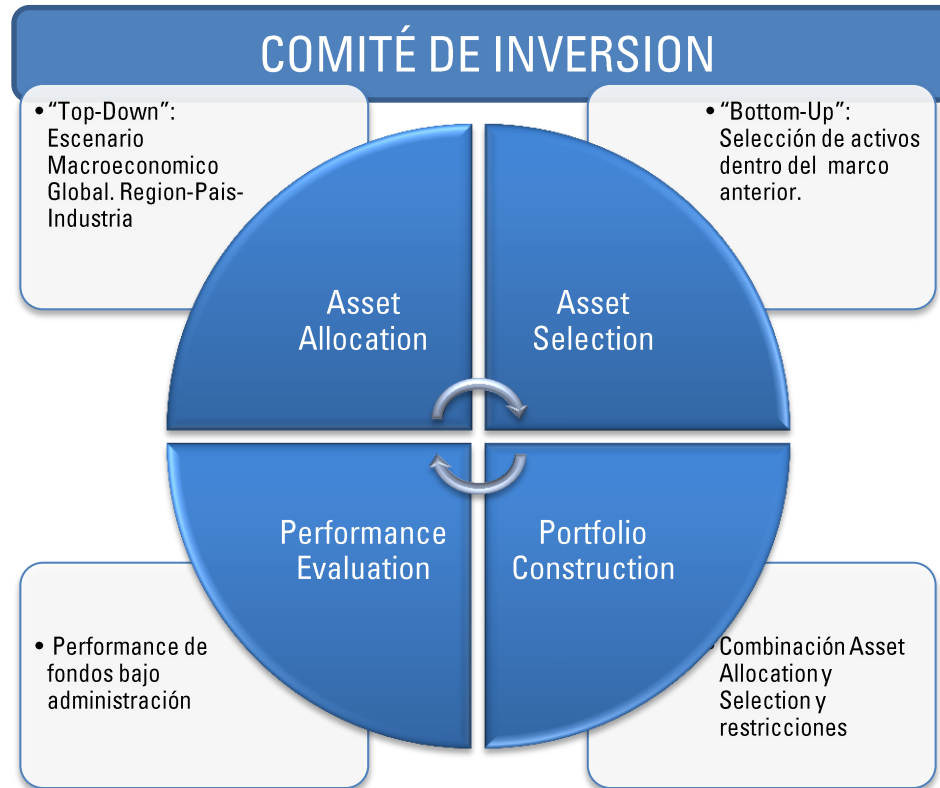 COMITÉ DE INVERSION
• “Top-Down”:
Escenario
Macroeconomico
Global. Region-Pais-
Industria
• “Bottom-Up”:
Selección de activos
dentro del marco
anterior.
Asset
Allocation
Asset
Selection
Performance
Evaluation
Portfolio
Construction
• Performance de
fondos bajo
administración
• Combinación Asset
Allocation y
Selection y
restricciones